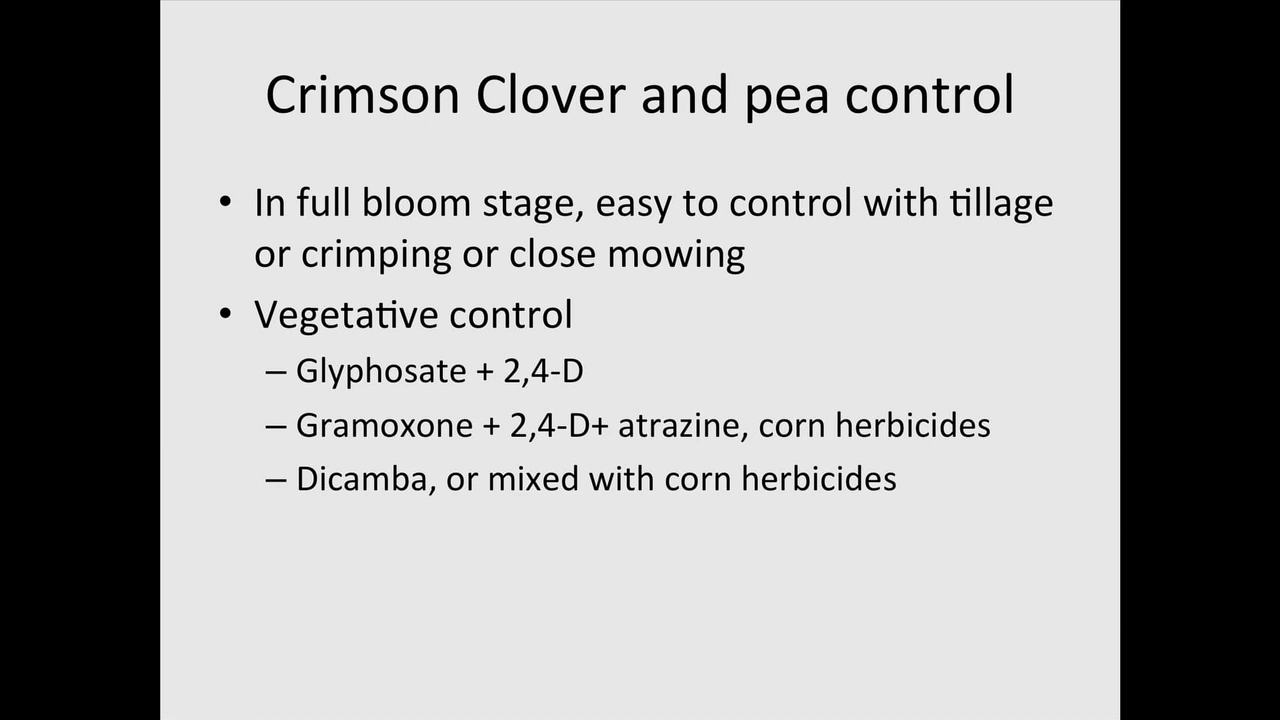 Crimson Clover and pea control
• In full bloom stage, easy to control with tillage
or crimping or close mowing
• Vegetative control
– Glyphosate + 2,4-D
– Gramoxone + 2,4-D+ atrazine, corn herbicides
– Dicamba, or mixed with corn herbicides